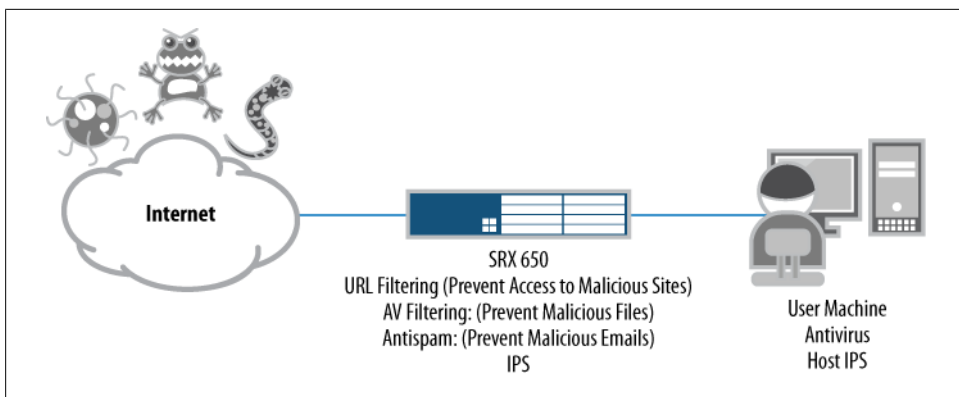 Internet
SRX 650
URL Filtering (Prevent Access to Malicious Sites)
AV Filtering: (Prevent Malicious Files)
Antispam: (Prevent Malicious Emails)
IPS
User Machine
Antivirus
Host IPS